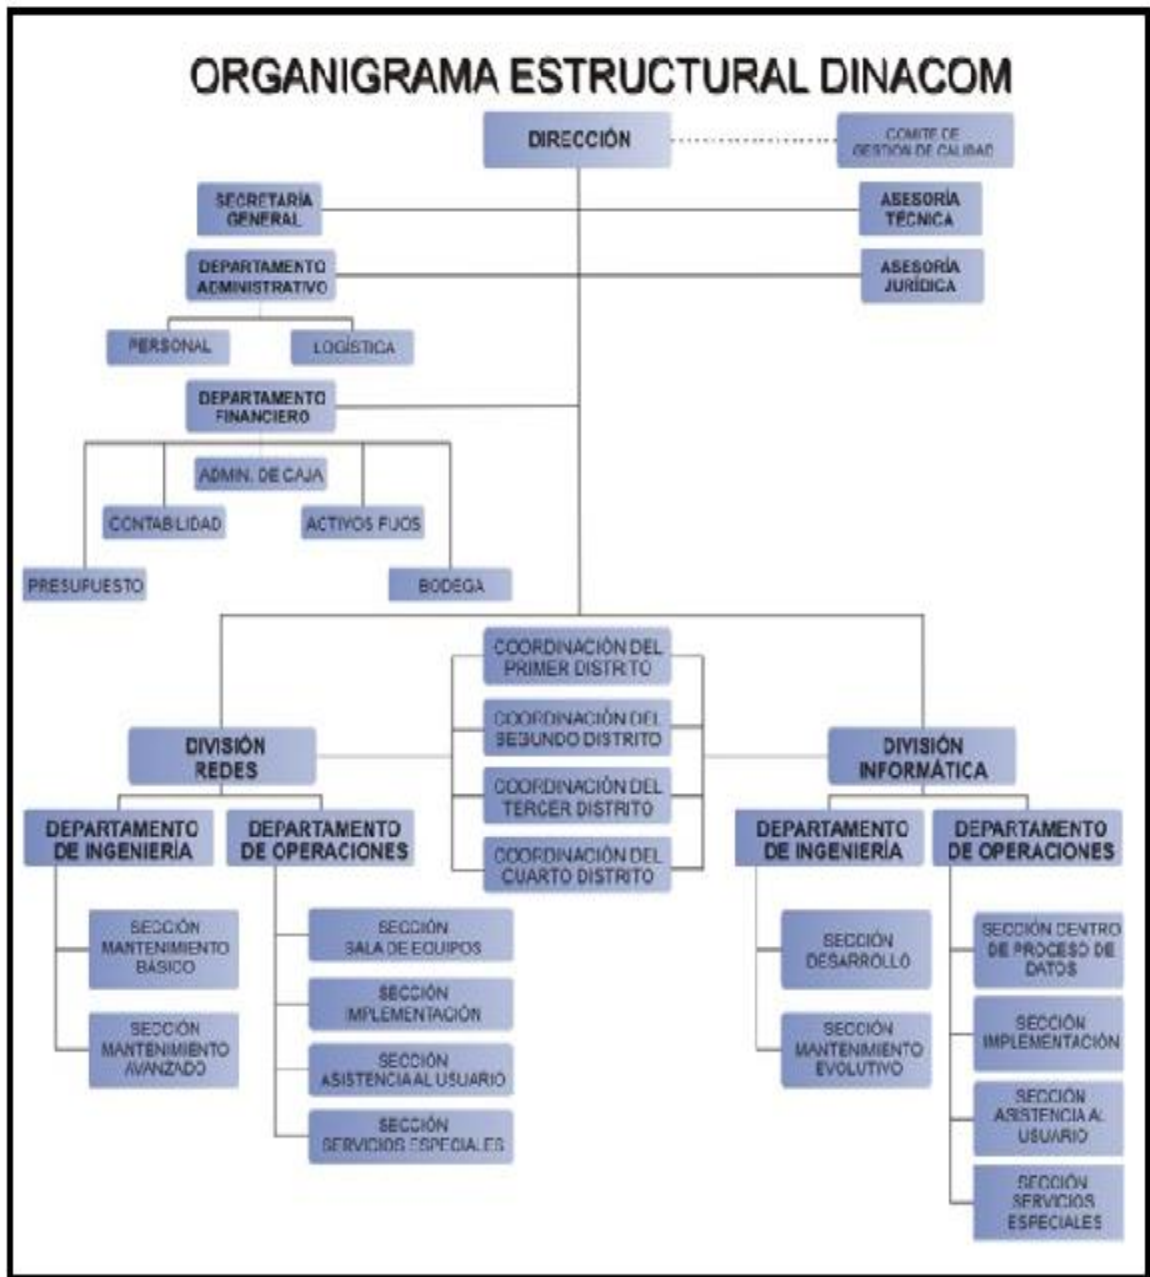 ORGANIGRAMA ESTRUCTURAL DINACOM
DIRECCIÓN
COMITE DE
GESTION DE CALIDAD
SECRETARÍA
GENERAL
ASESORÍA
TÉCNICA
DEPARTAMENTO
ADMINISTRATIVO
ASESORÍA
JURÍDICA
PERSONAL
LOGÍSTICA
DEPARTAMENTO
FINANCIERO
ADMIN. DE CAJA
CONTABILIDAD
ACTIVOS FIJOS
PRESUPUESTO
BODEGA
COORDINACIÓN DEL
PRIMER DISTRITO
COORDINACIÓN DEL
SEGUNDO DISTRITO
COORDINACIÓN DEL
TERCER DISTRITO
COORDINACIÓN DEL
CUARTO DISTRITO
DIVISIÓN
REDES
DEPARTAMENTO
DE INGENIERÍA
DEPARTAMENTO
DE OPERACIONES
SECCIÓN
MANTENIMIENTO
BÁSICO
SECCIÓN
MANTENIMIENTO
AVANZADO
SECCIÓN
SALA DE EQUIPOS
SECCIÓN
IMPLEMENTACIÓN
SECCIÓN
ASISTENCIA AL USUARIO
SECCIÓN
SERVICIOS ESPECIALES
DIVISIÓN
INFORMÁTICA
DEPARTAMENTO
DE INGENIERÍA
DEPARTAMENTO
DE OPERACIONES
SECCIÓN
DESARROLLO
SECCIÓN
MANTENIMIENTO
EVOLUTIVO
SECCIÓN DENTRO
DE PROCESO DE
DATOS
SECCIÓN
IMPLEMENTACIÓN
SECCIÓN
ASISTENCIA AL
USUARIO
SECCIÓN
SERVICIOS
ESPECIALES